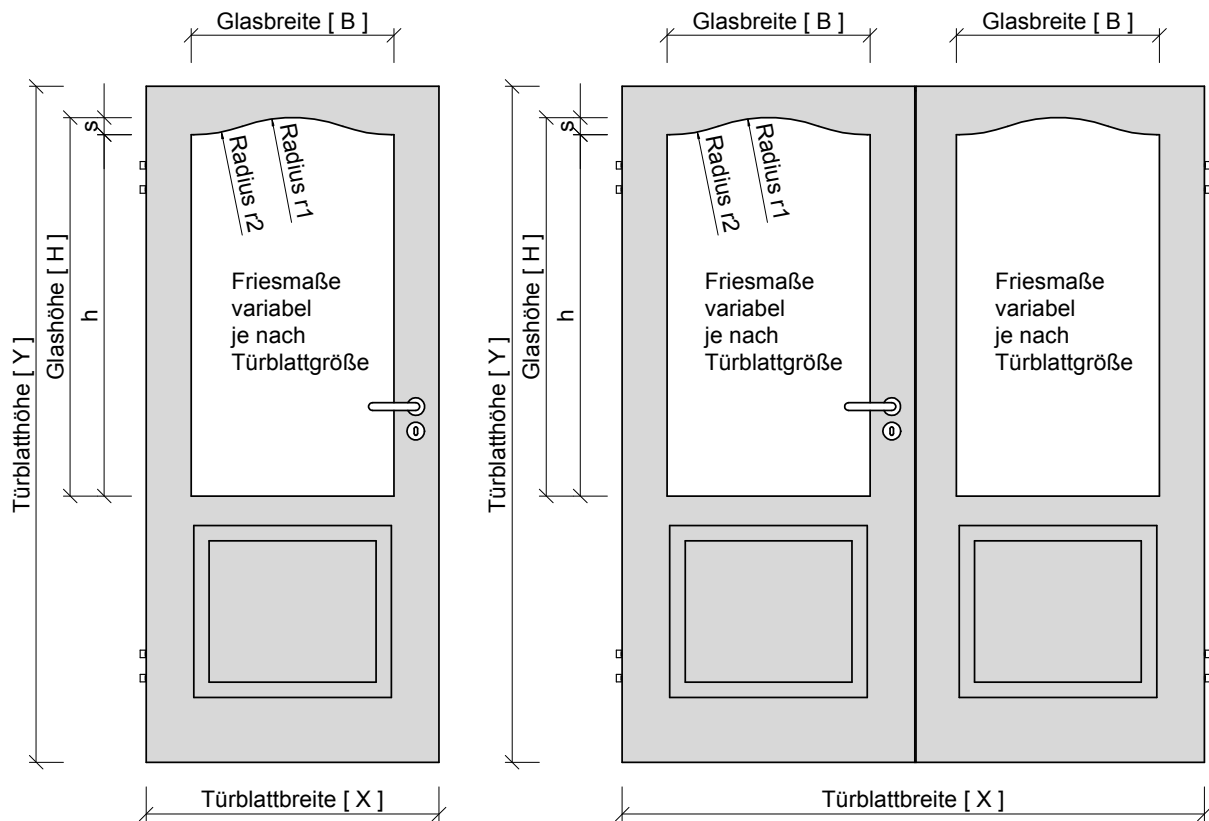 Glasbreite [ B ]
s
Radius r1
Radius r2
Glashöhe [ H ]
h
Türblatthöhe [ Y ]
Friesmaße
variabel
je nach
Türblattgröße
Türblattbreite [ X ]
Glasbreite [ B ]
Glasbreite [ B ]
s
Radius r1
Radius r2
Glashöhe [ H ]
h
Türblatthöhe [ Y ]
Friesmaße
variabel
je nach
Türblattgröße
Friesmaße
variabel
je nach
Türblattgröße
Türblattbreite [ X ]